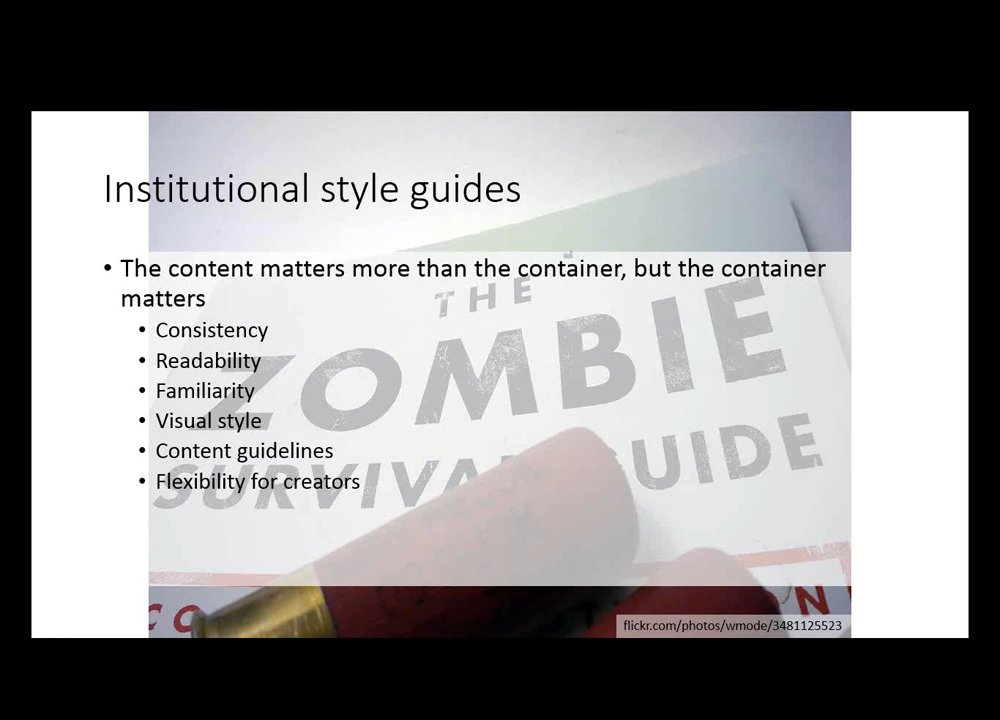 Institutional style guides
• The content matters more than the container, but the container
matters
• Consistency
• Readability
• Familiarity
• Visual style
• Content guidelines
• Flexibility for creators
THE
ZOMBIE
SURVIVAL GUIDE
CO
flickr.com/photos/wmode/3481125523